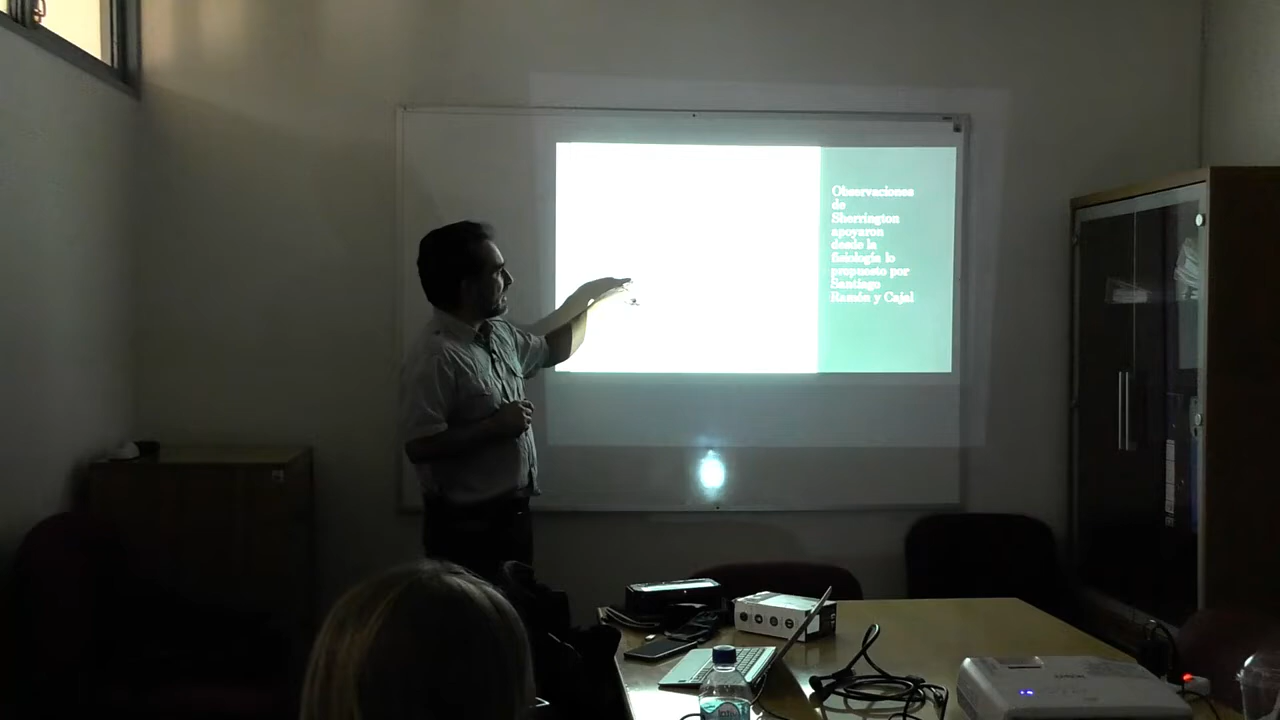 Observaciones
de
Sherrington
apoyaron
desde la
fisiología lo
propuesto por
Santiago
Ramón y Cajal